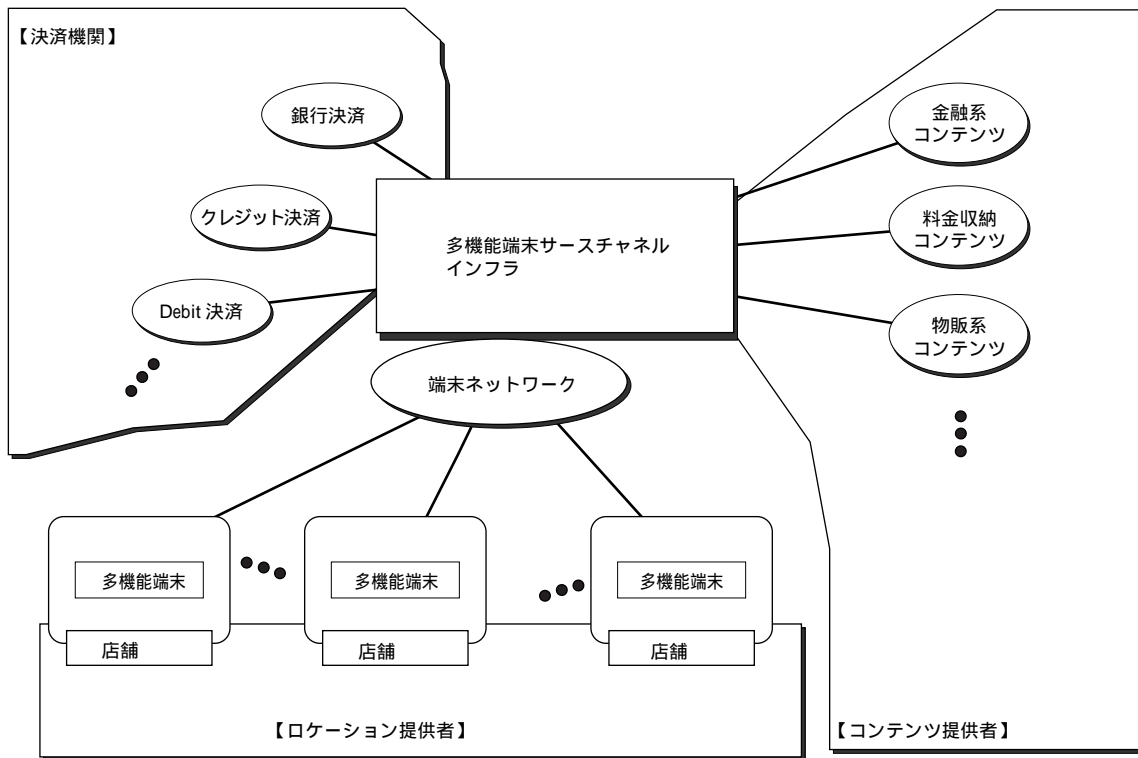 【決済機関】
銀行決済
クレジット決済
Debit 決済
多機能端末サースチャネル
インフラ
金融系
コンテンツ
料金収納
コンテンツ
物販系
コンテンツ
端末ネットワーク
多機能端末
多機能端末
多機能端末
店舗
店舗
店舗
【ロケーション提供者】
【コンテンツ提供者】